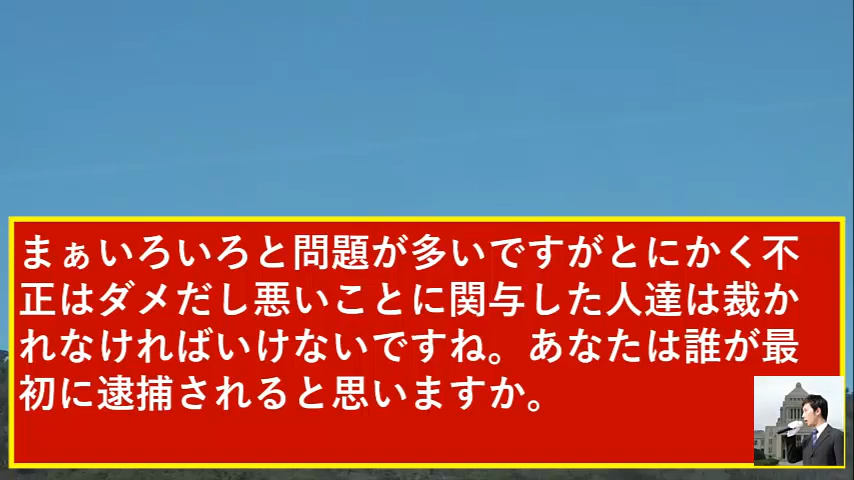 まぁいろいろと問題が多いですがとにかく不
正はダメだし悪いことに関与した人達は裁か
れなければいけないですね。あなたは誰が最
初に逮捕されると思いますか。